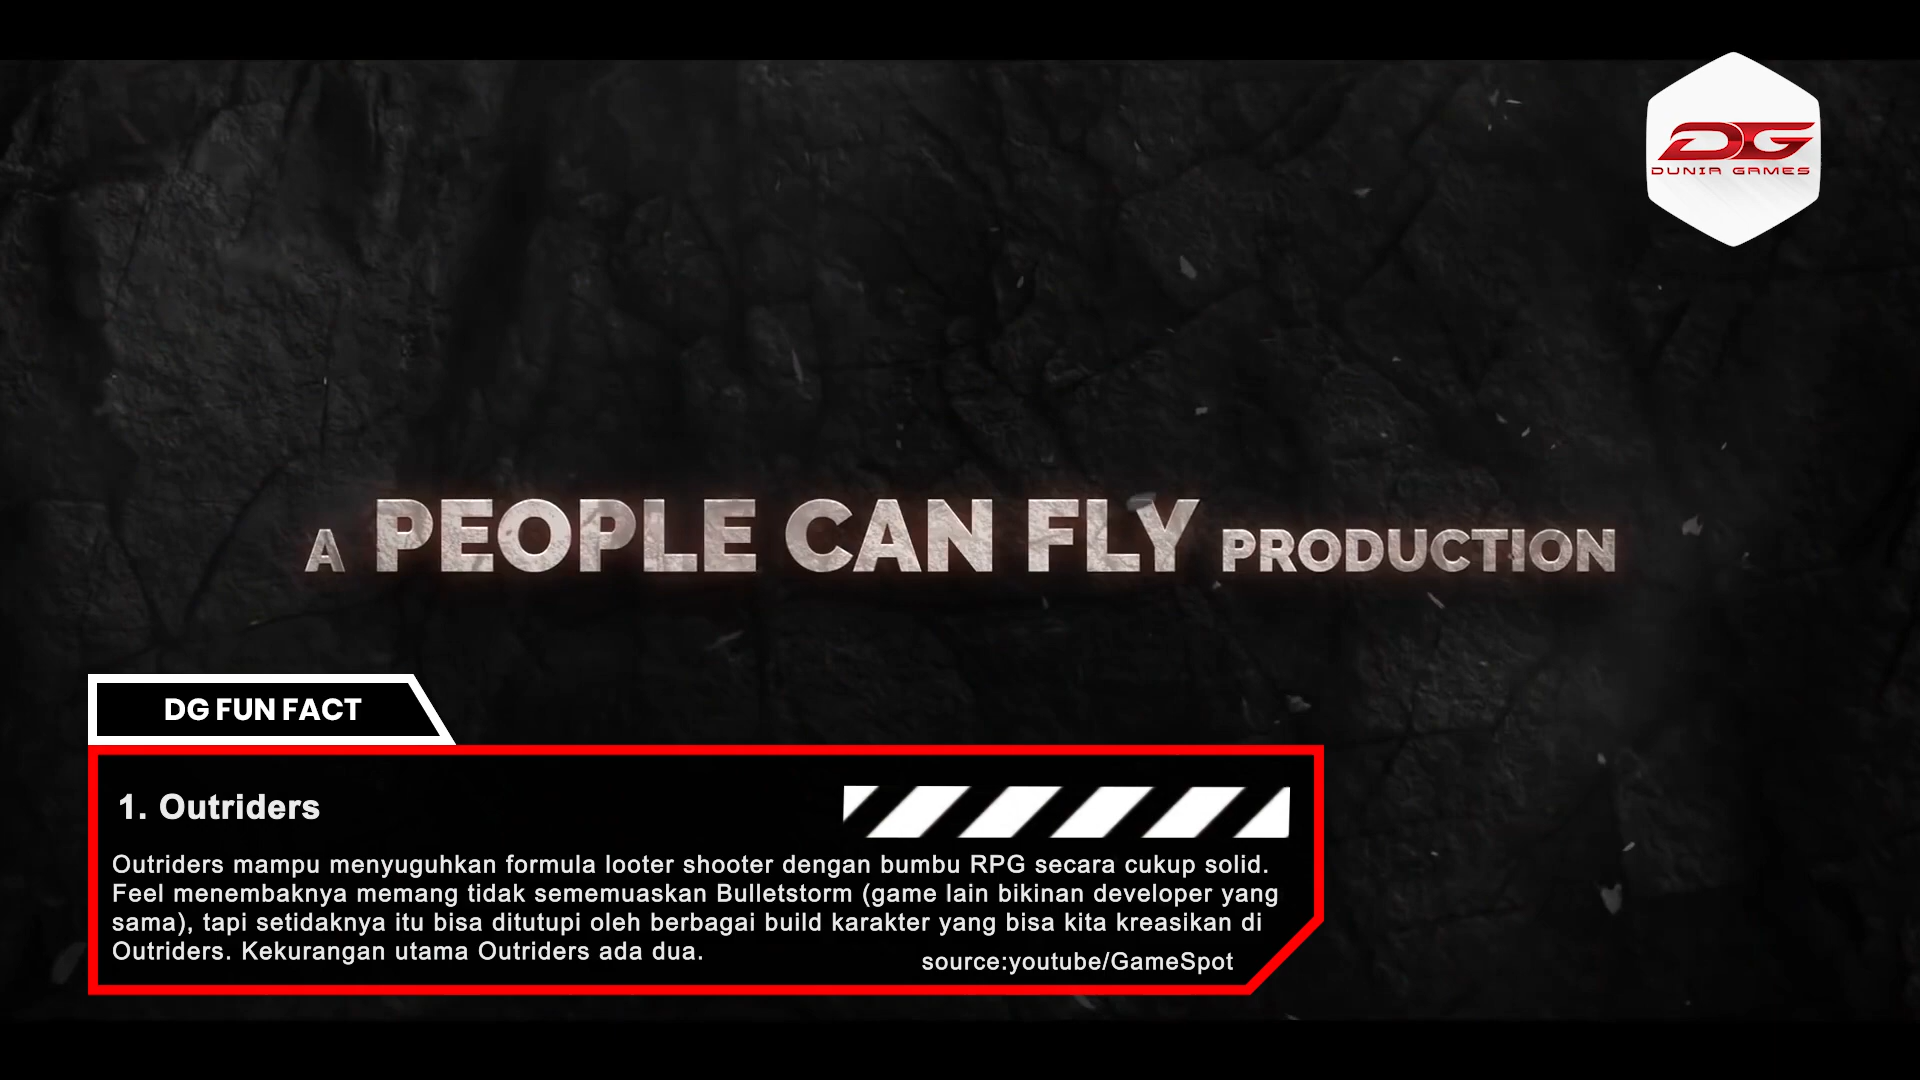 DG
DUNIA GAMES
A PEOPLE CAN FLY PRODUCTION
DG FUN FACT
1. Outriders
Outriders mampu menyuguhkan formula looter shooter dengan bumbu RPG secara cukup solid.
Feel menembaknya memang tidak sememuaskan Bulletstorm (game lain bikinan developer yang
sama), tapi setidaknya itu bisa ditutupi oleh berbagai build karakter yang bisa kita kreasikan di
Outriders. Kekurangan utama Outriders ada dua.
source:youtube/GameSpot